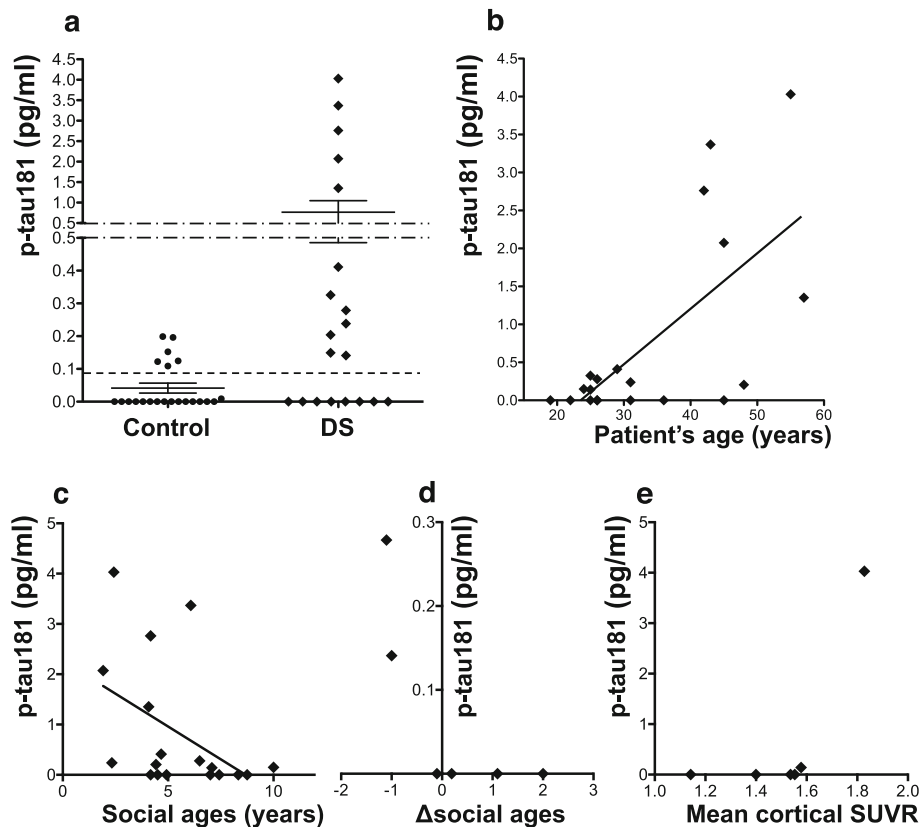 a
p-tau181 (pg/ml)
4.5
4.0
3.5
3.0
2.5
2.0
1.5
1.0
0.5
0.5
0.4
0.3
0.2
0.1
0.0
Control DS
b
p-tau181 (pg/ml)
4.5
4.0
3.5
3.0
2.5
2.0
1.5
1.0
0.5
0.0
20 30 40 50 60
Patient's age (years)
c
p-tau181 (pg/ml)
5
4
3
2
1
0
0 5 10
Social ages (years)
d
p-tau181 (pg/ml)
0.3
0.2
0.1
-2 -1 0 1 2 3
Δsocial ages
e
p-tau181 (pg/ml)
5
4
3
2
1
0
1.0 1.2 1.4 1.6 1.8 2.0
Mean cortical SUVR